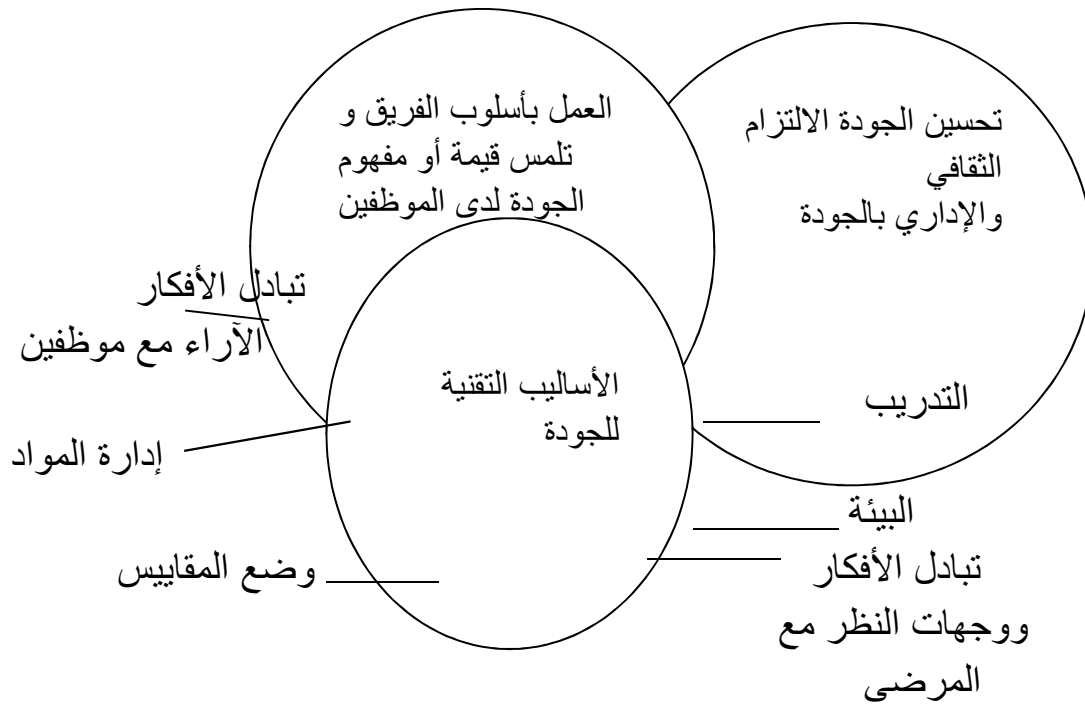 العمل بأسلوب الفريق و
تلمس قيمة أو مفهوم
الجودة لدى الموظفين
تحسين الجودة الالتزام
الثقافي
والإداري بالجودة
تبادل الأفكار
الآراء مع موظفين
الأساليب التقنية
للجودة
التدريب
إدارة المواد
البيئة
وضع المقاييس
تبادل الأفكار
ووجهات النظر مع
المرضى